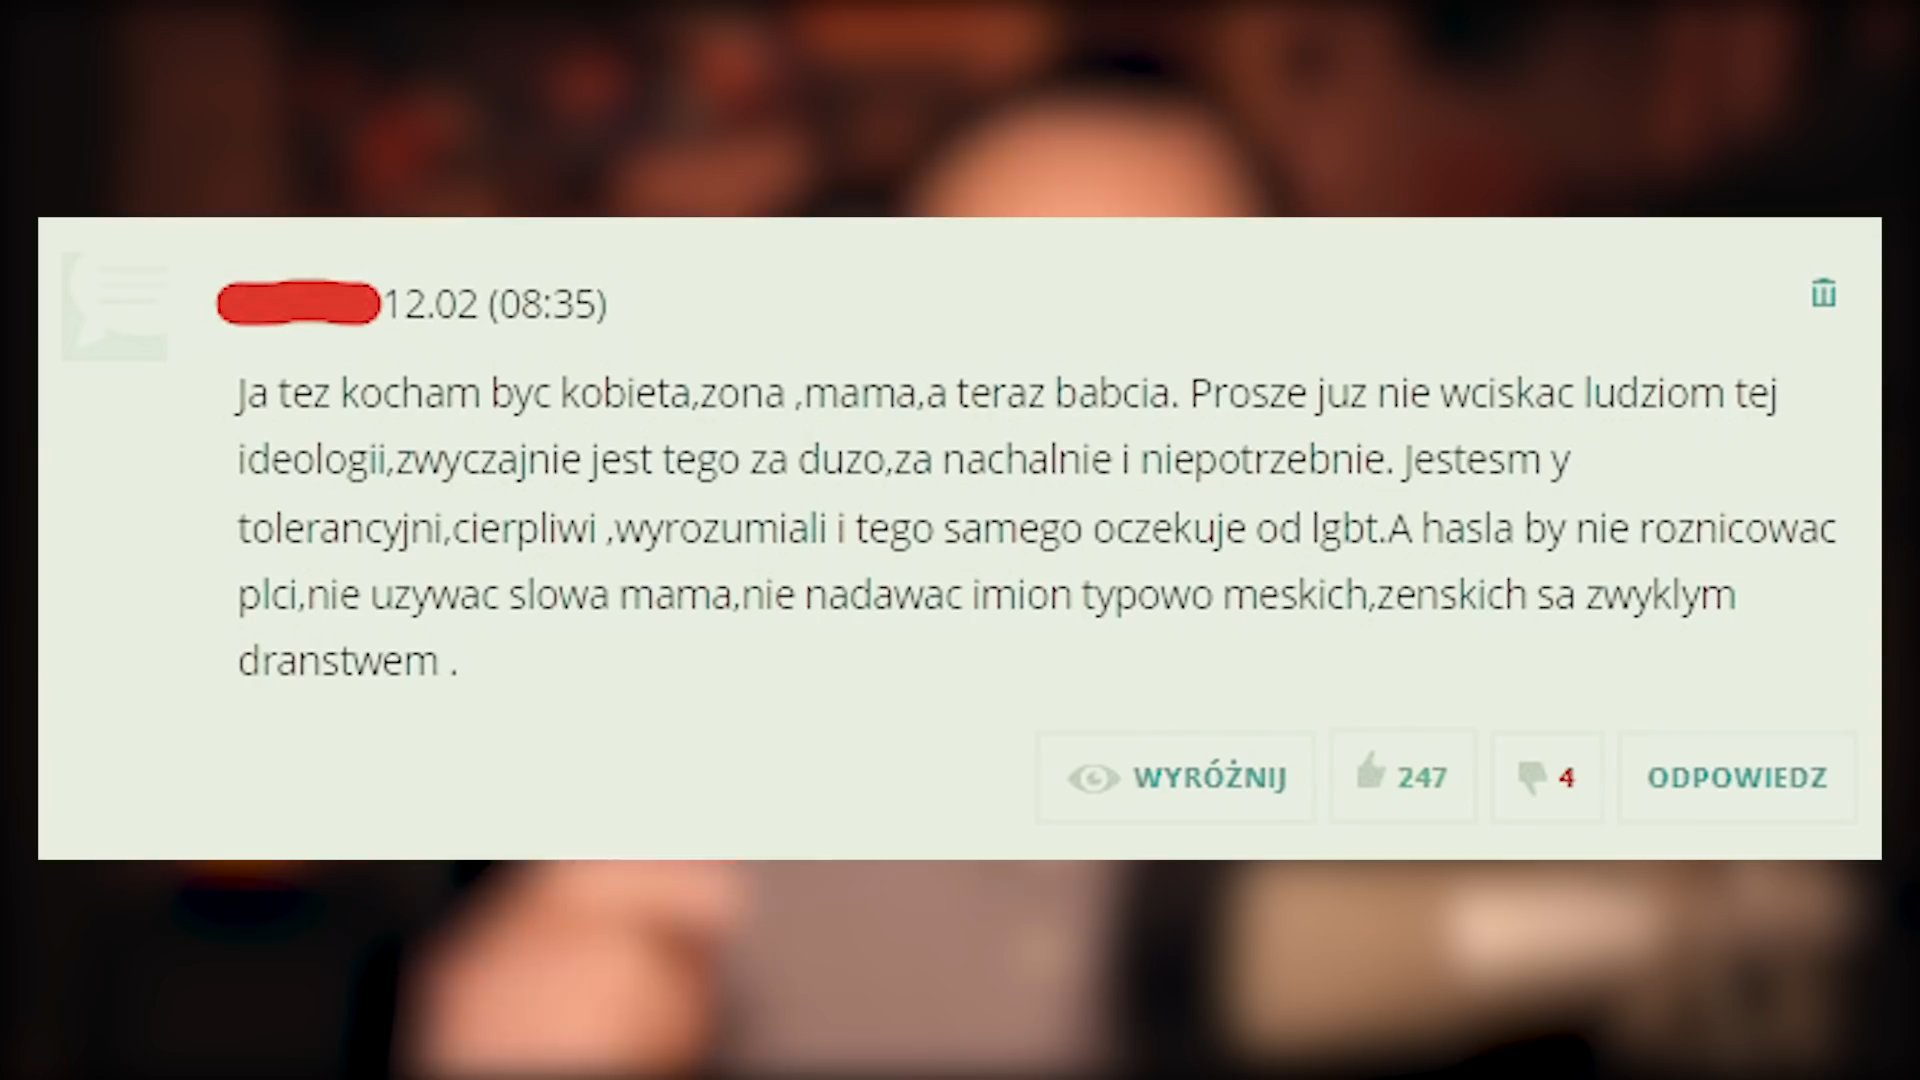 12.02 (08:35)
Ja tez kocham byc kobieta,zona ,mama,a teraz babcia. Prosze juz nie wciskac ludziom tej
ideologii,zwyczajnie jest tego za duzo,za nachalnie i niepotrzebnie. Jestesm y
tolerancyjni,cierpliwi ,wyrozumiali i tego samego oczekuje od lgbt.A hasla by nie roznicowac
plci,nie uzywac slowa mama,nie nadawac imion typowo meskich,zenskich sa zwyklym
dranstwem .
WYRÓŻNIJ 247 4 ODPOWIEDZ